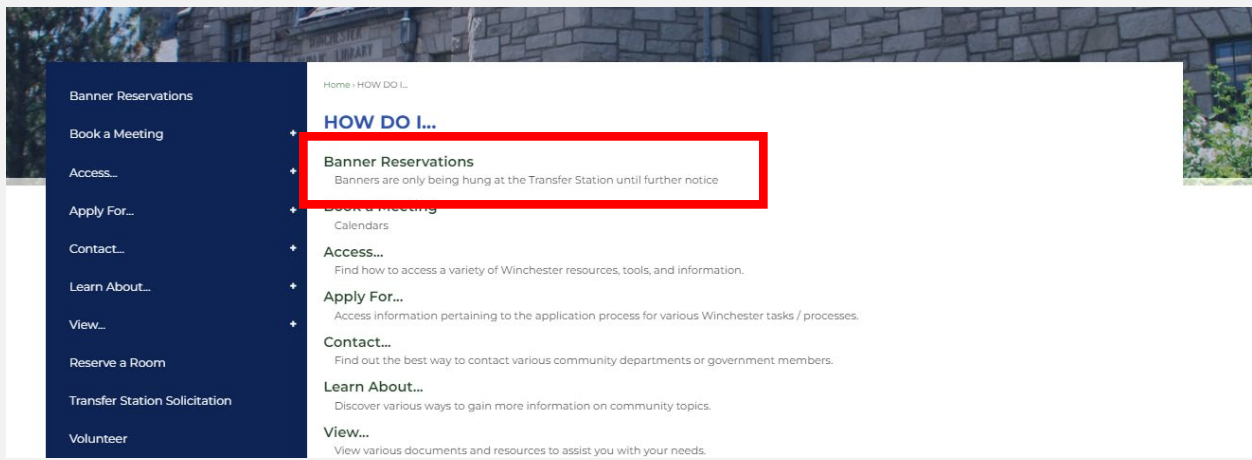 WINCHESTER
LIBRARY
Banner Reservations
Book a Meeting +
Access... +
Apply For... +
Contact... +
Learn About... +
View... +
Reserve a Room
Transfer Station Solicitation
Volunteer
Home › HOW DO I...
HOW DO I...
Banner Reservations
Banners are only being hung at the Transfer Station until further notice
Book a Meeting
Calendars
Access...
Find how to access a variety of Winchester resources, tools, and information.
Apply For...
Access information pertaining to the application process for various Winchester tasks / processes.
Contact...
Find out the best way to contact various community departments or government members.
Learn About...
Discover various ways to gain more information on community topics.
View...
View various documents and resources to assist you with your needs.